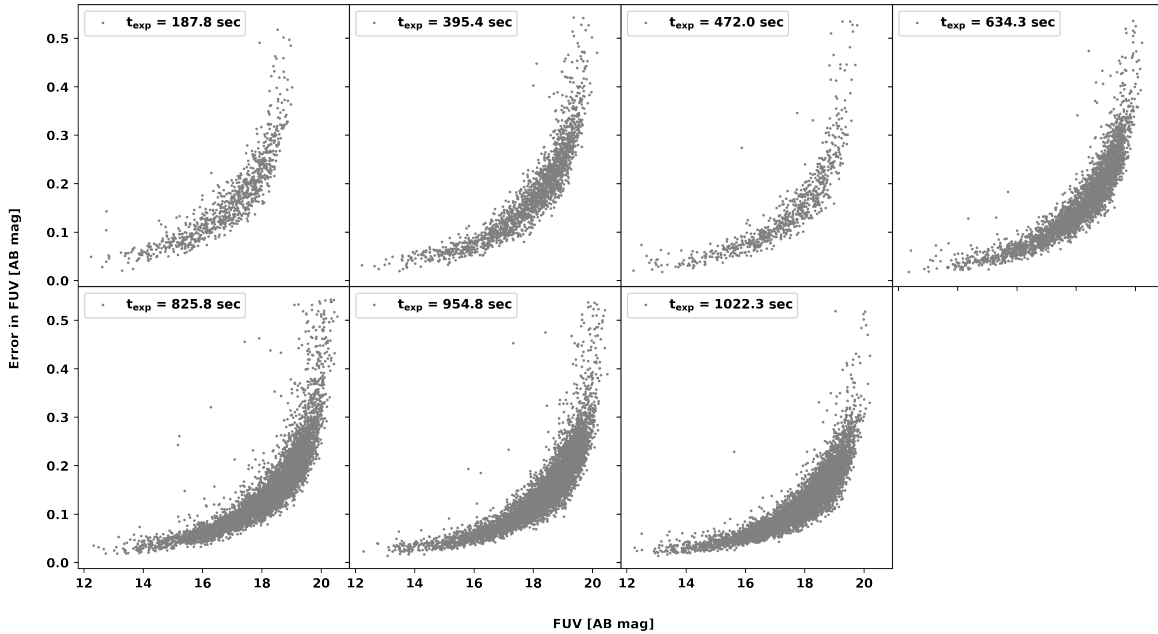 t_exp = 187.8 sec
t_exp = 395.4 sec
t_exp = 472.0 sec
t_exp = 634.3 sec
0.5
0.4
0.3
0.2
0.1
0.0
Error in FUV [AB mag]
t_exp = 825.8 sec
t_exp = 954.8 sec
t_exp = 1022.3 sec
0.5
0.4
0.3
0.2
0.1
0.0
12 14 16 18 20
12 14 16 18 20
12 14 16 18 20
FUV [AB mag]